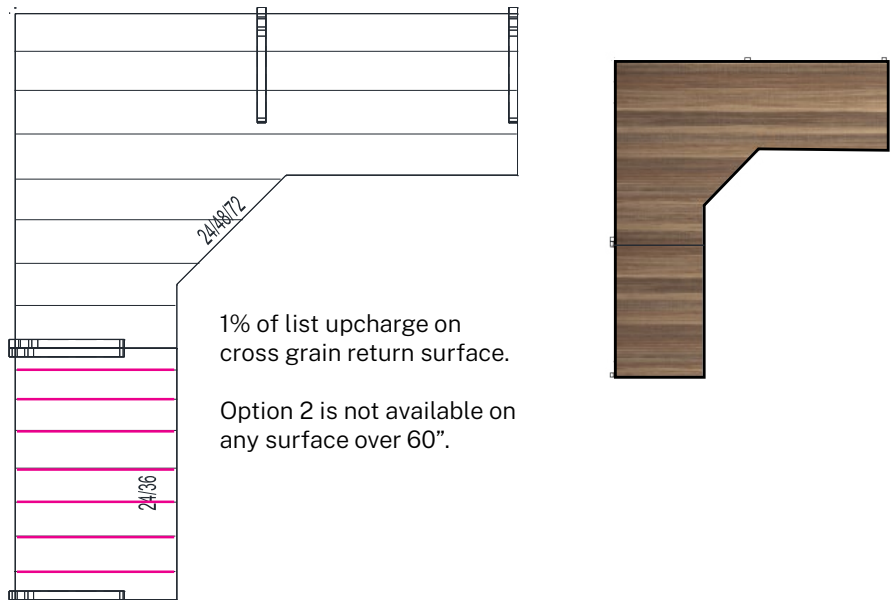 24/48/72
1% of list upcharge on
cross grain return surface.
Option 2 is not available on
any surface over 60”.
24/36